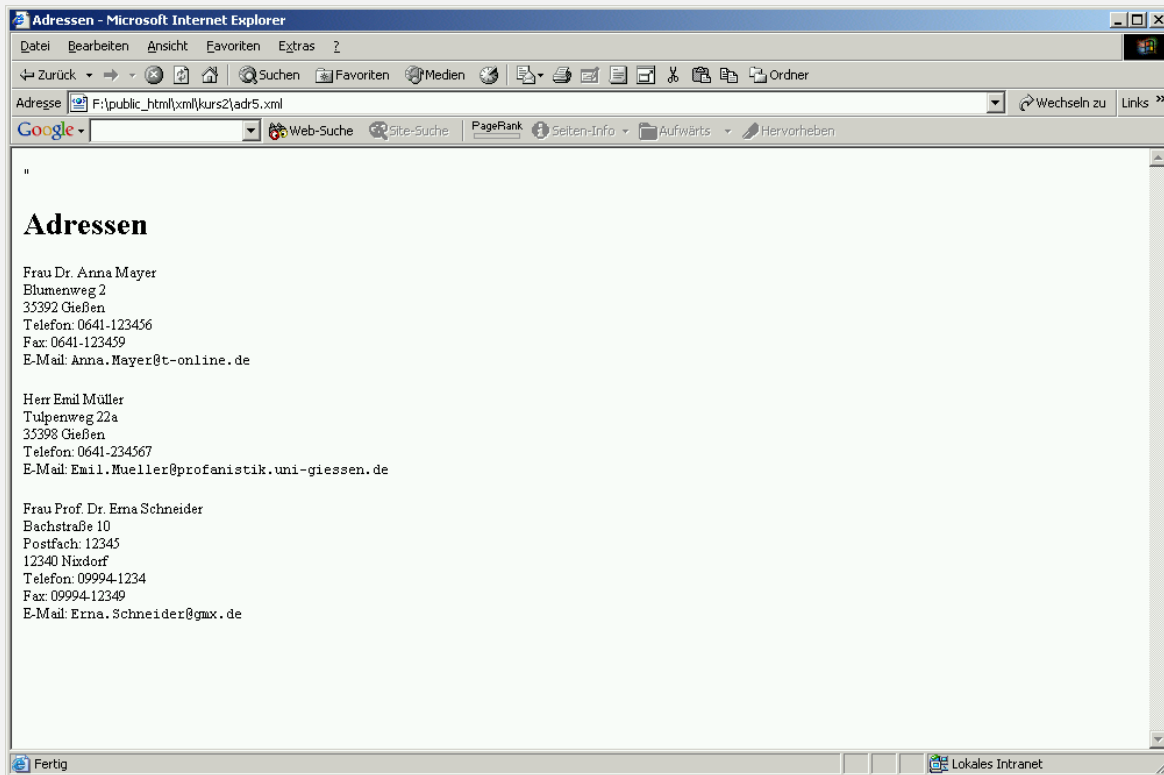 Adressen - Microsoft Internet Explorer
Datei Bearbeiten Ansicht Favoriten Extras ?
Zurück Suchen Favoriten Medien Ordner
Adresse F:\public_html\xml\kurs2\adr5.xml Wechseln zu Links »
Google Web-Suche Site-Suche PageRank Seiten-Info Aufwärts Hervorheben
"
Adressen
Frau Dr. Anna Mayer
Blumenweg 2
35392 Gießen
Telefon: 0641-123456
Fax: 0641-123459
E-Mail: Anna.Mayer@t-online.de
Herr Emil Müller
Tulpenweg 22a
35398 Gießen
Telefon: 0641-234567
E-Mail: Emil.Mueller@profanistik.uni-giessen.de
Frau Prof. Dr. Erna Schneider
Bachstraße 10
Postfach: 12345
12340 Nixdorf
Telefon: 09994-1234
Fax: 09994-12349
E-Mail: Erna.Schneider@gmx.de
Fertig Lokales Intranet